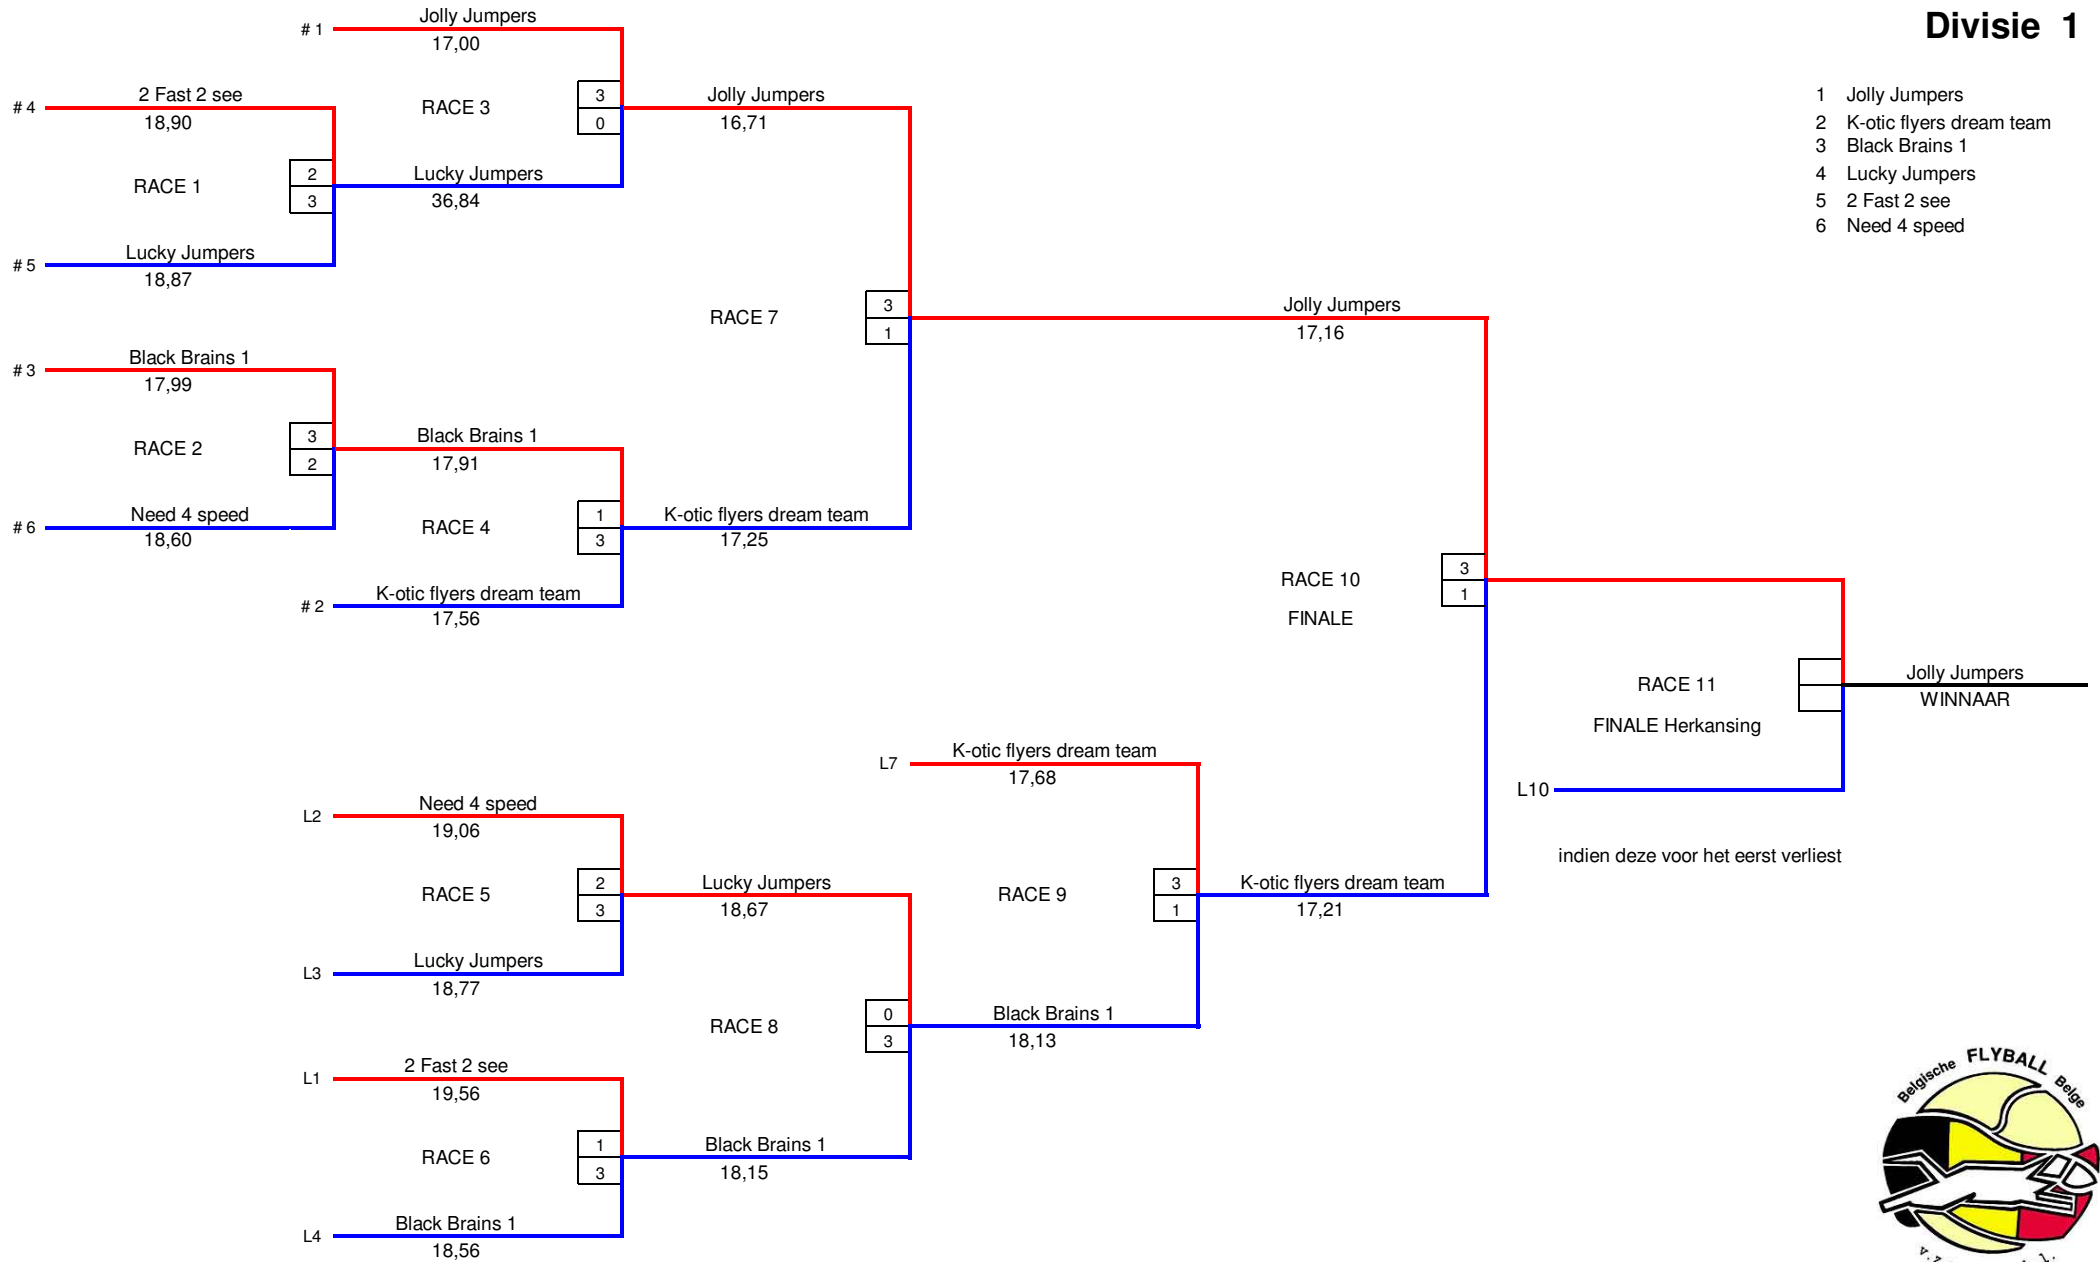 Divisie 1
1 Jolly Jumpers
2 K-otic flyers dream team
3 Black Brains 1
4 Lucky Jumpers
5 2 Fast 2 see
6 Need 4 speed
# 1
Jolly Jumpers
17,00
# 4
2 Fast 2 see
18,90
RACE 3
3
0
Jolly Jumpers
16,71
RACE 1
2
3
Lucky Jumpers
36,84
# 5
Lucky Jumpers
18,87
RACE 7
3
1
Jolly Jumpers
17,16
# 3
Black Brains 1
17,99
RACE 2
3
2
Black Brains 1
17,91
# 6
Need 4 speed
18,60
RACE 4
1
3
K-otic flyers dream team
17,25
# 2
K-otic flyers dream team
17,56
RACE 10
FINALE
3
1
RACE 11
FINALE Herkansing
Jolly Jumpers
WINNAAR
L10
indien deze voor het eerst verliest
L7
K-otic flyers dream team
17,68
L2
Need 4 speed
19,06
RACE 5
2
3
Lucky Jumpers
18,67
RACE 9
3
1
K-otic flyers dream team
17,21
L3
Lucky Jumpers
18,77
RACE 8
0
3
Black Brains 1
18,13
L1
2 Fast 2 see
19,56
RACE 6
1
3
Black Brains 1
18,15
L4
Black Brains 1
18,56
Belgische FLYBALL Belge